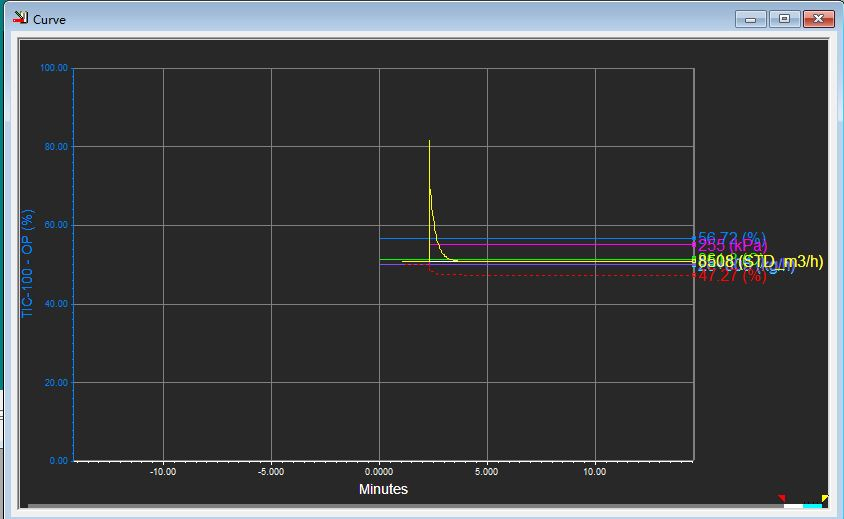 Curve
100.00
80.00
60.00
40.00
20.00
0.00
TIC-100 - OP (%)
56.72 (%)
255 (kPa)
8508 (STD_m3/h)
47.27 (%)
-10.00
-5.000
0.0000
5.000
10.00
Minutes